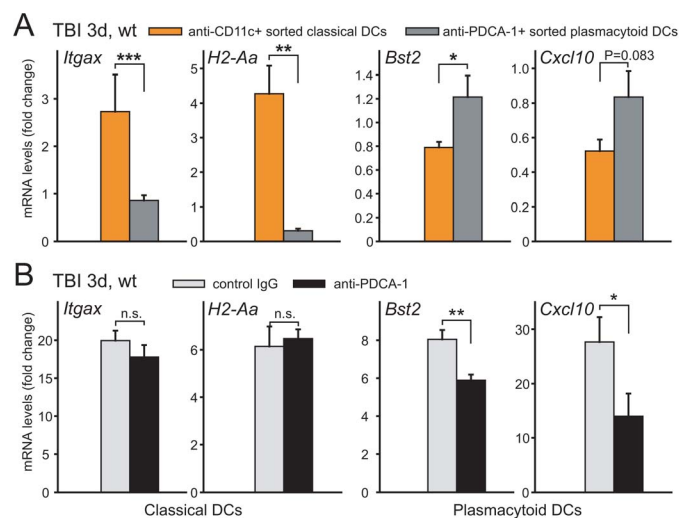 A
TBI 3d, wt
anti-CD11c+ sorted classical DCs
anti-PDCA-1+ sorted plasmacytoid DCs
mRNA levels (fold change)
Itgax
***
3
2
1
0
H2-Aa
**
5
4
3
2
1
0
Bst2
*
1.4
1.2
1.0
0.8
0.6
0.4
0.2
0
Cxcl10
P=0.083
1.0
0.8
0.6
0.4
0.2
0
B
TBI 3d, wt
control IgG
anti-PDCA-1
mRNA levels (fold change)
Itgax
n.s.
20
15
10
5
0
H2-Aa
n.s.
6
4
2
0
Bst2
**
8
6
4
2
0
Cxcl10
*
30
20
10
0
Classical DCs
Plasmacytoid DCs